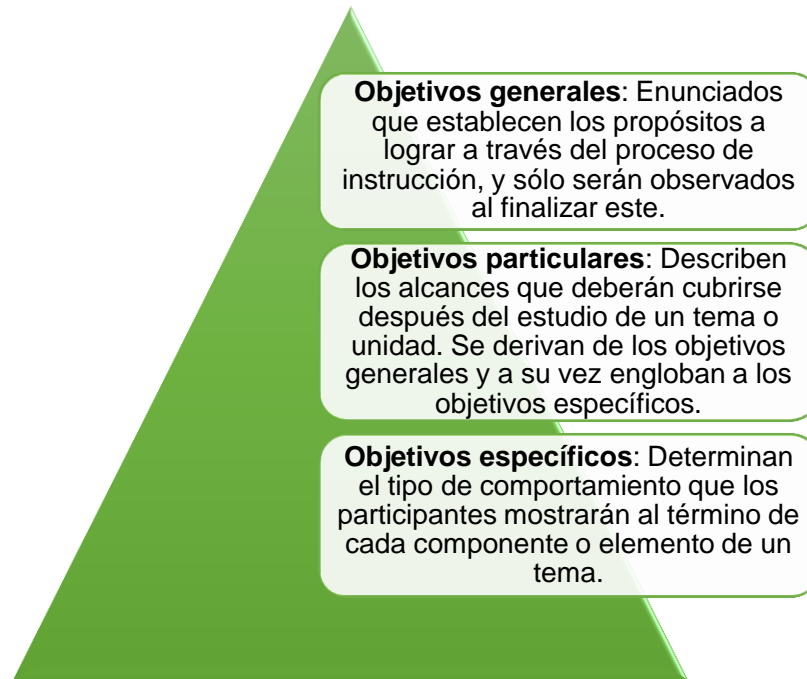 Objetivos generales: Enunciados
que establecen los propósitos a
lograr a través del proceso de
instrucción, y sólo serán observados
al finalizar este.
Objetivos particulares: Describen
los alcances que deberán cubrirse
después del estudio de un tema o
unidad. Se derivan de los objetivos
generales y a su vez engloban a los
objetivos específicos.
Objetivos específicos: Determinan
el tipo de comportamiento que los
participantes mostrarán al término de
cada componente o elemento de un
tema.